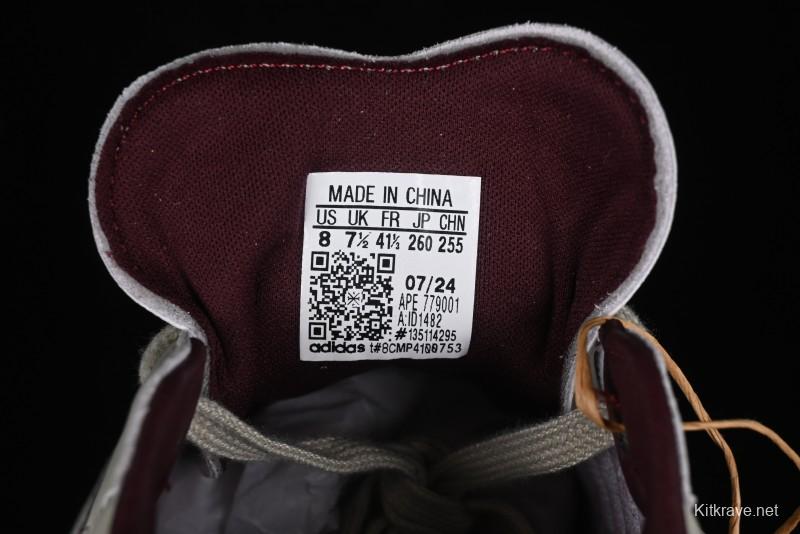 MADE IN CHINA
US UK FR JP CHN
8 7½ 41⅓ 260 255
07/24
APE 779001
A:ID1482
#135114295
adidas t#8CMP4100753
Kitkrave.net